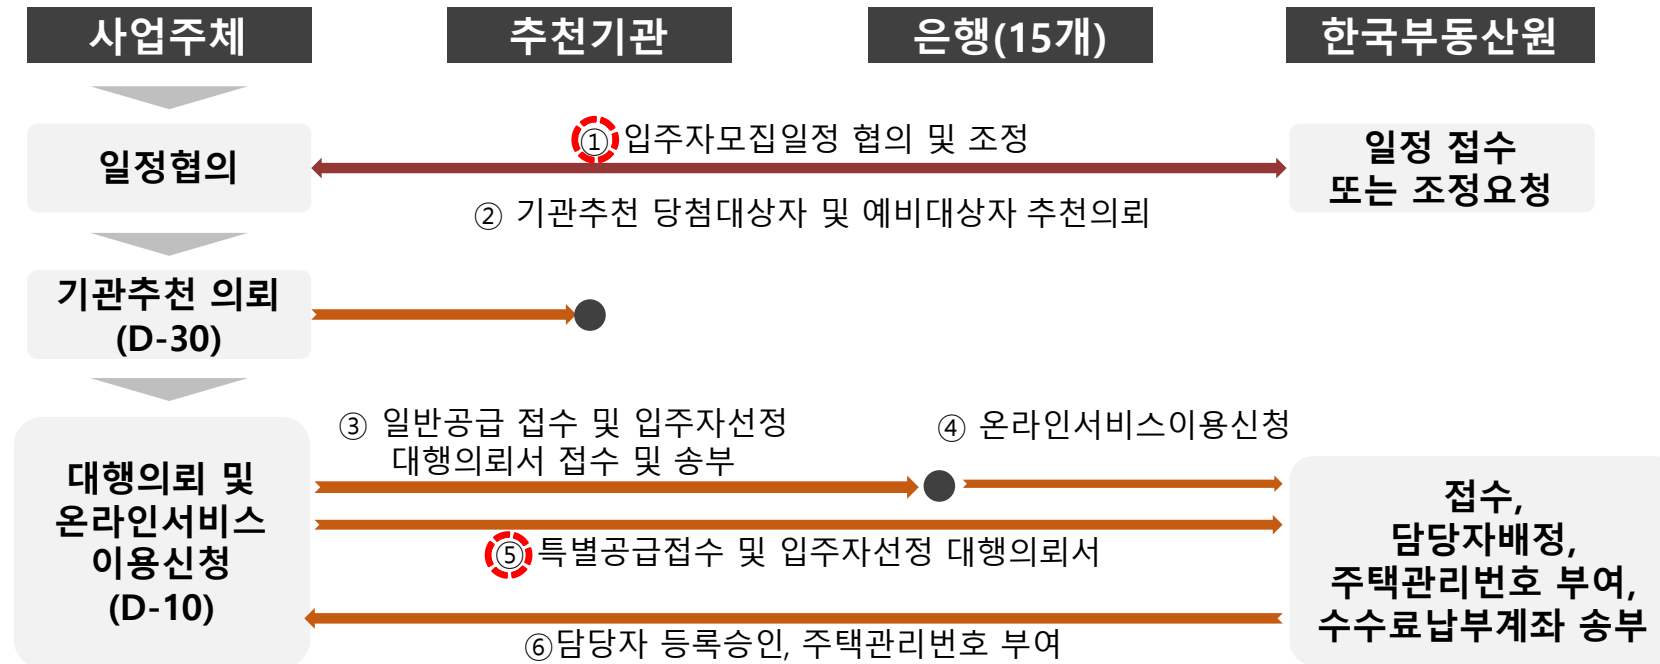 사업주체
추천기관
은행(15개)
한국부동산원
일정협의
① 입주자모집일정 협의 및 조정
일정 접수
또는 조정요청
② 기관추천 당첨대상자 및 예비대상자 추천의뢰
기관추천 의뢰
(D-30)
③ 일반공급 접수 및 입주자선정
대행의뢰서 접수 및 송부
④ 온라인서비스이용신청
대행의뢰 및
온라인서비스
이용신청
(D-10)
⑤ 특별공급접수 및 입주자선정 대행의뢰서
접수,
담당자배정,
주택관리번호 부여,
수수료납부계좌 송부
⑥담당자 등록승인, 주택관리번호 부여